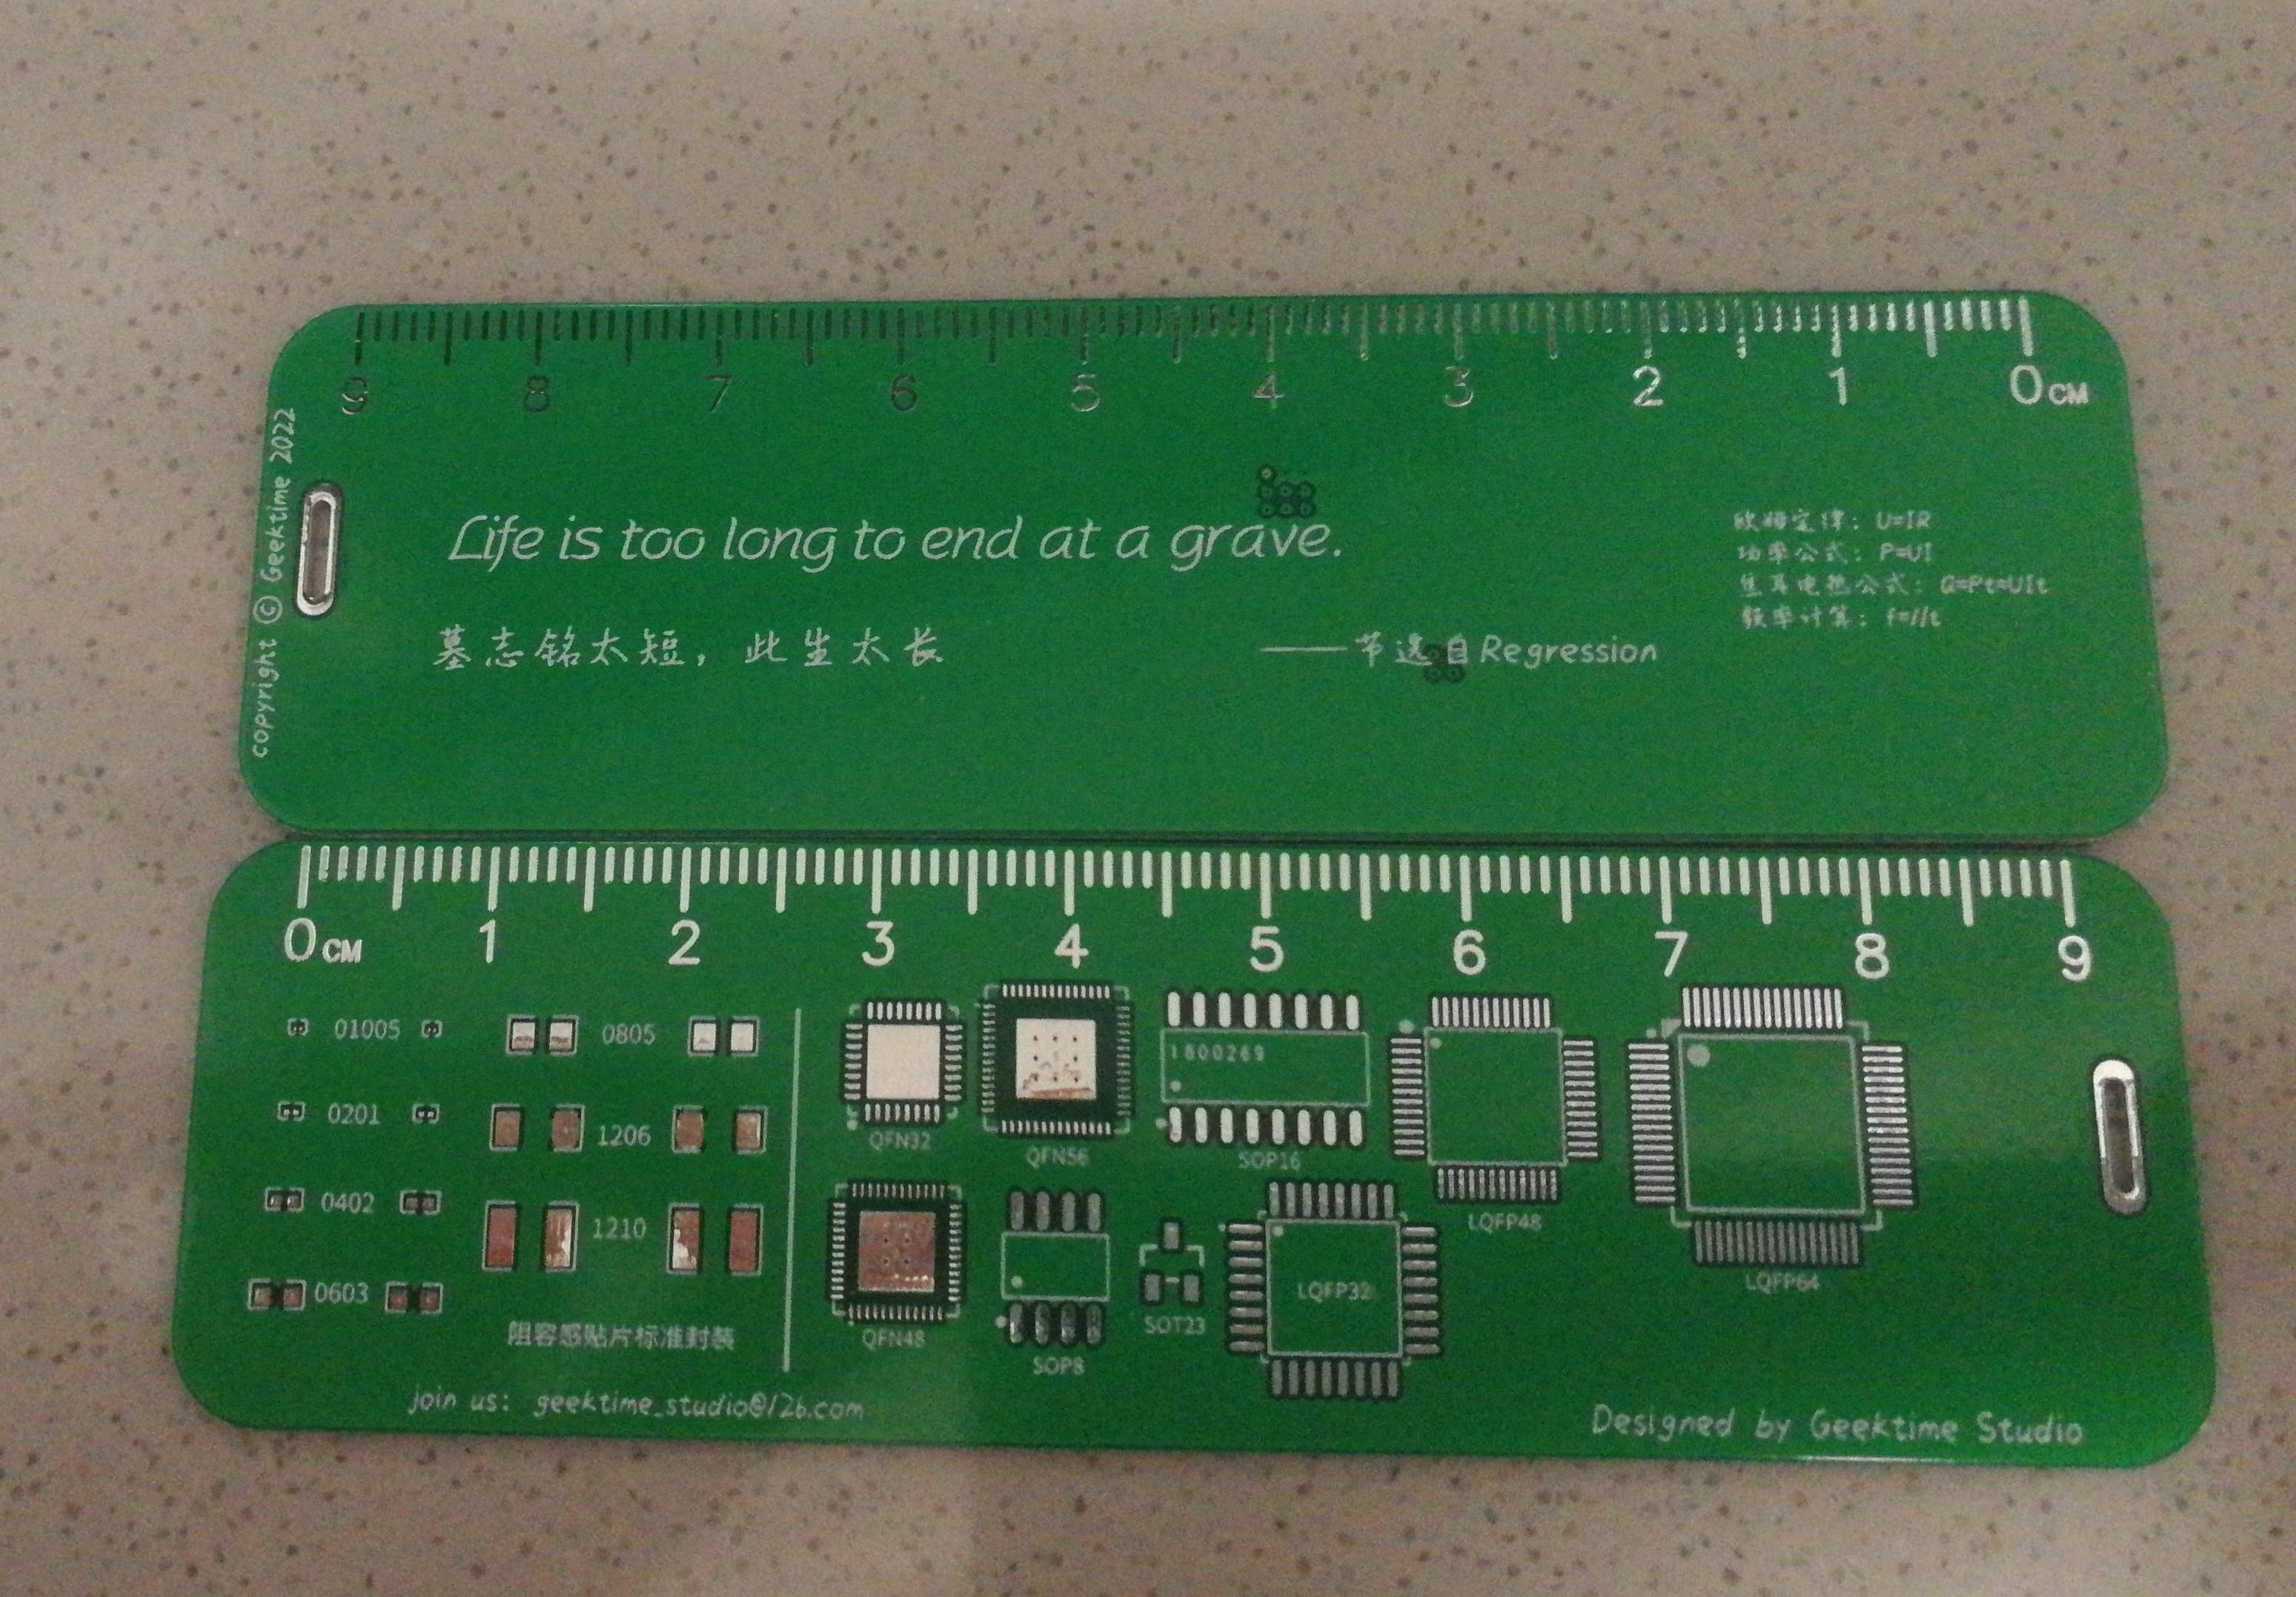 9 8 7 6 5 4 3 2 1 0 CM
copyright © Geektime 2022
Life is too long to end at a grave.
墓志铭太短，此生太长
——节选自Regression
欧姆定律：U=IR
功率公式：P=UI
焦耳电热公式：Q=Pt=UIt
频率计算：f=1/t
0 CM 1 2 3 4 5 6 7 8 9
01005
0805
0201
1206
0402
1210
0603
阻容感贴片标准封装
QFN32
QFN56
1800269
SOP16
LQFP48
LQFP64
QFN48
SOP8
SOT23
LQFP32
join us: geektime_studio@126.com
Designed by Geektime Studio